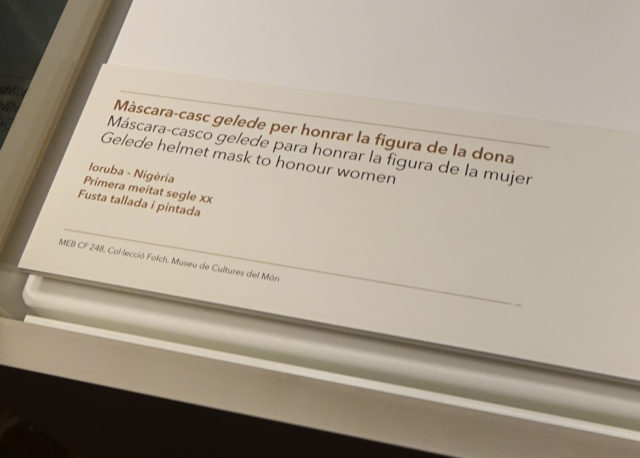 Màscara-casc gelede per honrar la figura de la dona
Máscara-casco gelede para honrar la figura de la mujer
Gelede helmet mask to honour women
Ioruba - Nigèria
Primera meitat segle XX
Fusta tallada i pintada
MEB CF 248. Col·lecció Folch. Museu de Cultures del Món